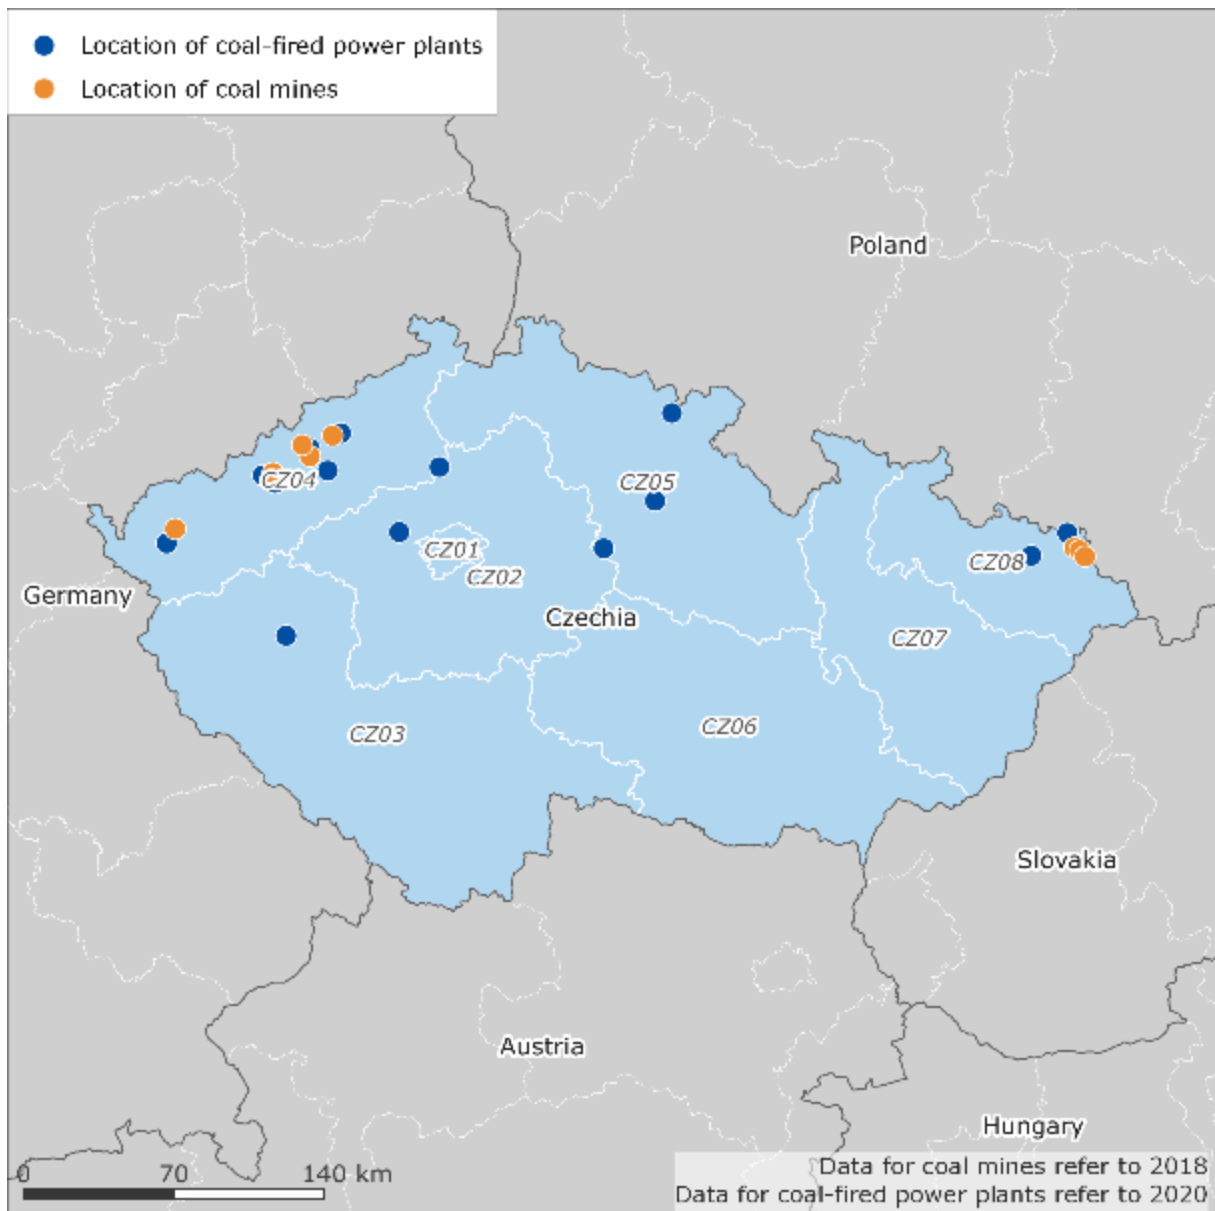 Location of coal-fired power plants
Location of coal mines
Poland
CZ04
CZ05
CZ01
CZ02
CZ08
Germany
Czechia
CZ07
CZ03
CZ06
Slovakia
Austria
Hungary
0 70 140 km
Data for coal mines refer to 2018
Data for coal-fired power plants refer to 2020